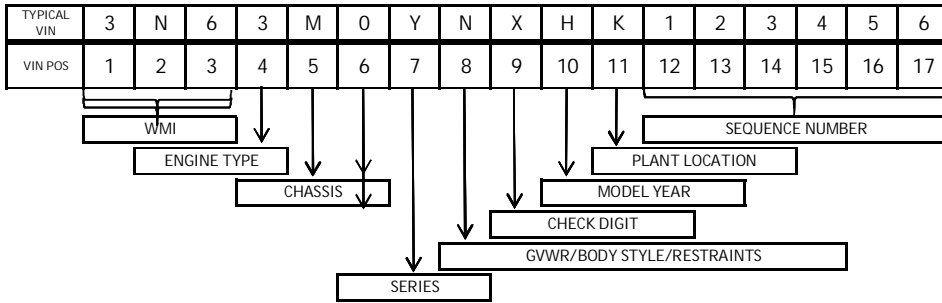 TYPICAL VIN 3 N 6 3 M 0 Y N X H K 1 2 3 4 5 6
VIN POS 1 2 3 4 5 6 7 8 9 10 11 12 13 14 15 16 17
WMI SEQUENCE NUMBER
ENGINE TYPE PLANT LOCATION
CHASSIS MODEL YEAR
CHECK DIGIT
GVWR/BODY STYLE/RESTRAINTS
SERIES